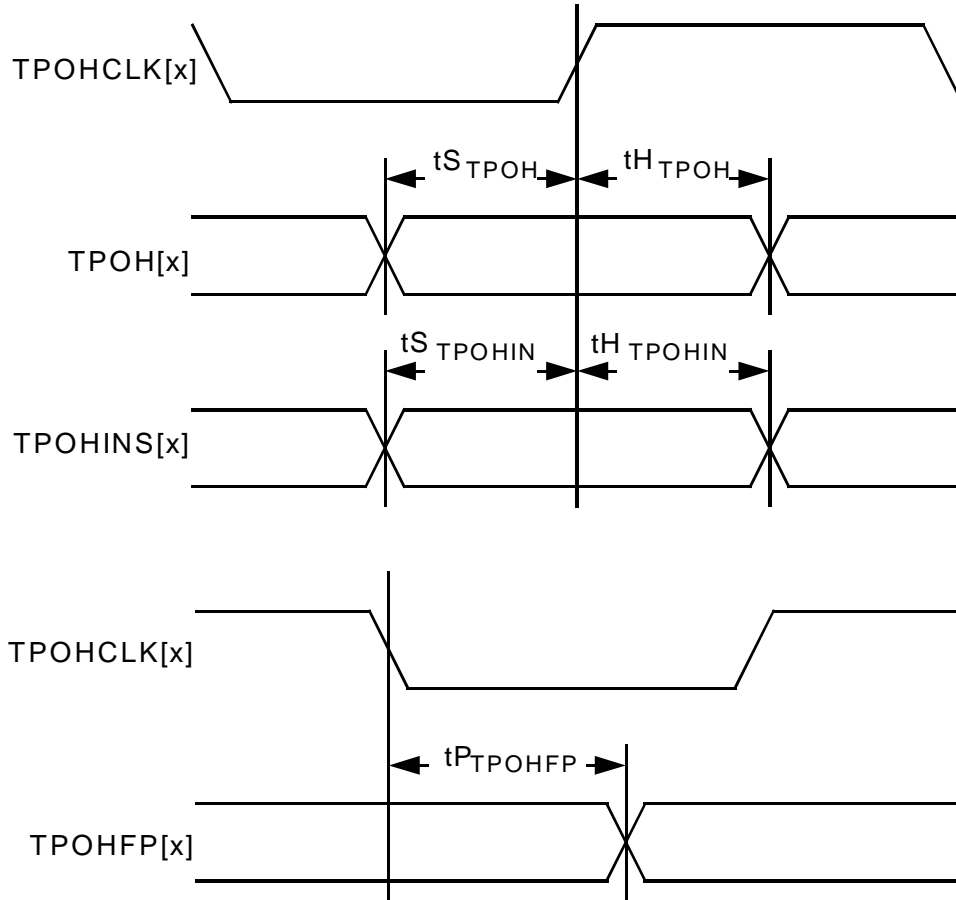 TPOHCLK[x]
tS TPOH
tH TPOH
TPOH[x]
tS TPOHIN
tH TPOHIN
TPOHINS[x]
TPOHCLK[x]
tP TPOHFP
TPOHFP[x]